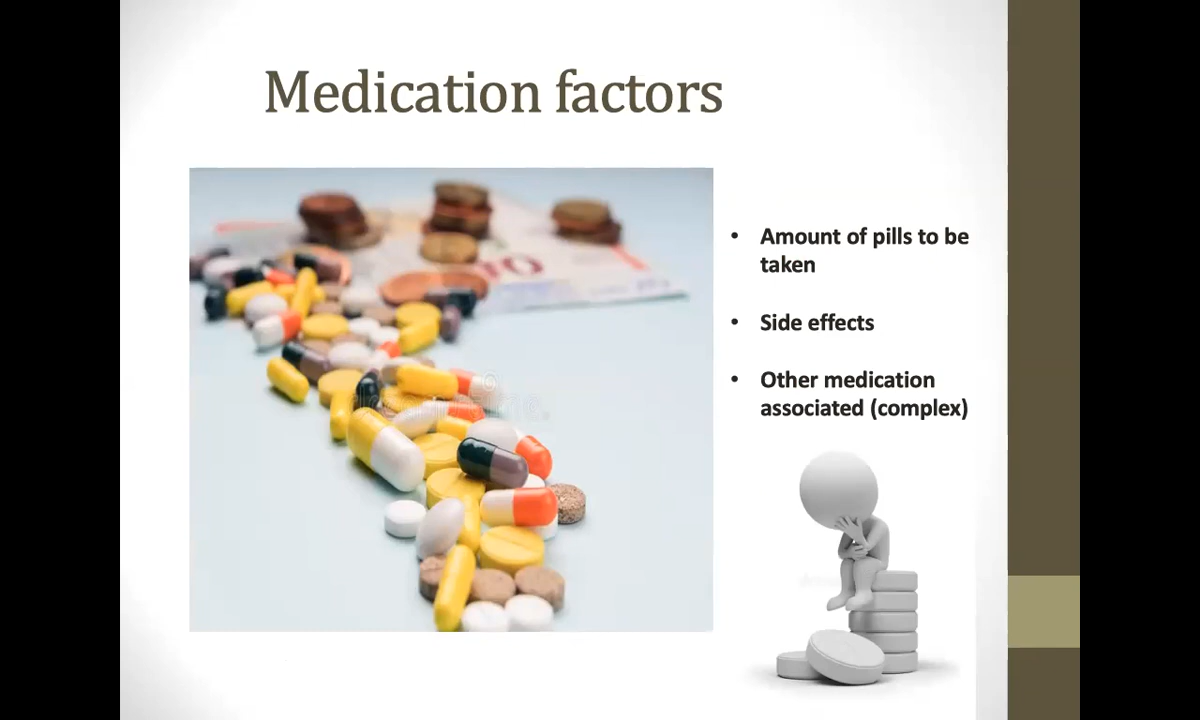 Medication factors
• Amount of pills to be
taken
• Side effects
• Other medication
associated (complex)